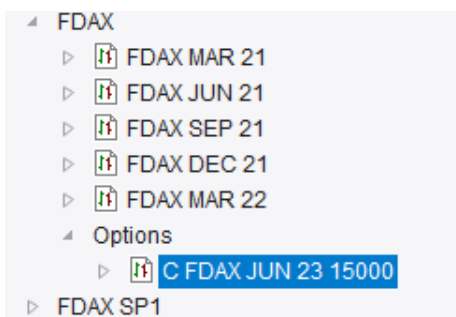 FDAX
FDAX MAR 21
FDAX JUN 21
FDAX SEP 21
FDAX DEC 21
FDAX MAR 22
Options
C FDAX JUN 23 15000
FDAX SP1